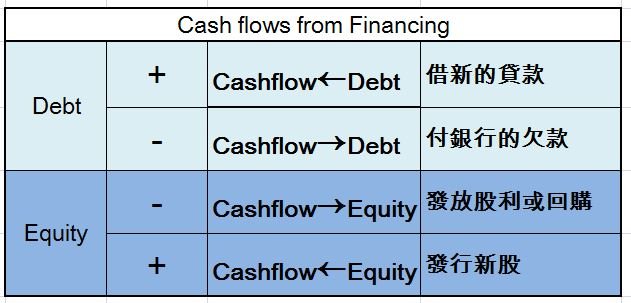 Cash flows from Financing
Debt
+ Cashflow←Debt 借新的貸款
- Cashflow→Debt 付銀行的欠款
Equity
- Cashflow→Equity 發放股利或回購
+ Cashflow←Equity 發行新股